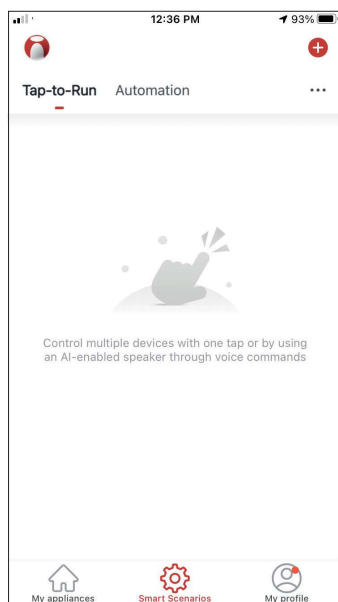 12:36 PM 93%
Tap-to-Run Automation
Control multiple devices with one tap or by using
an AI-enabled speaker through voice commands
My appliances Smart Scenarios My profile